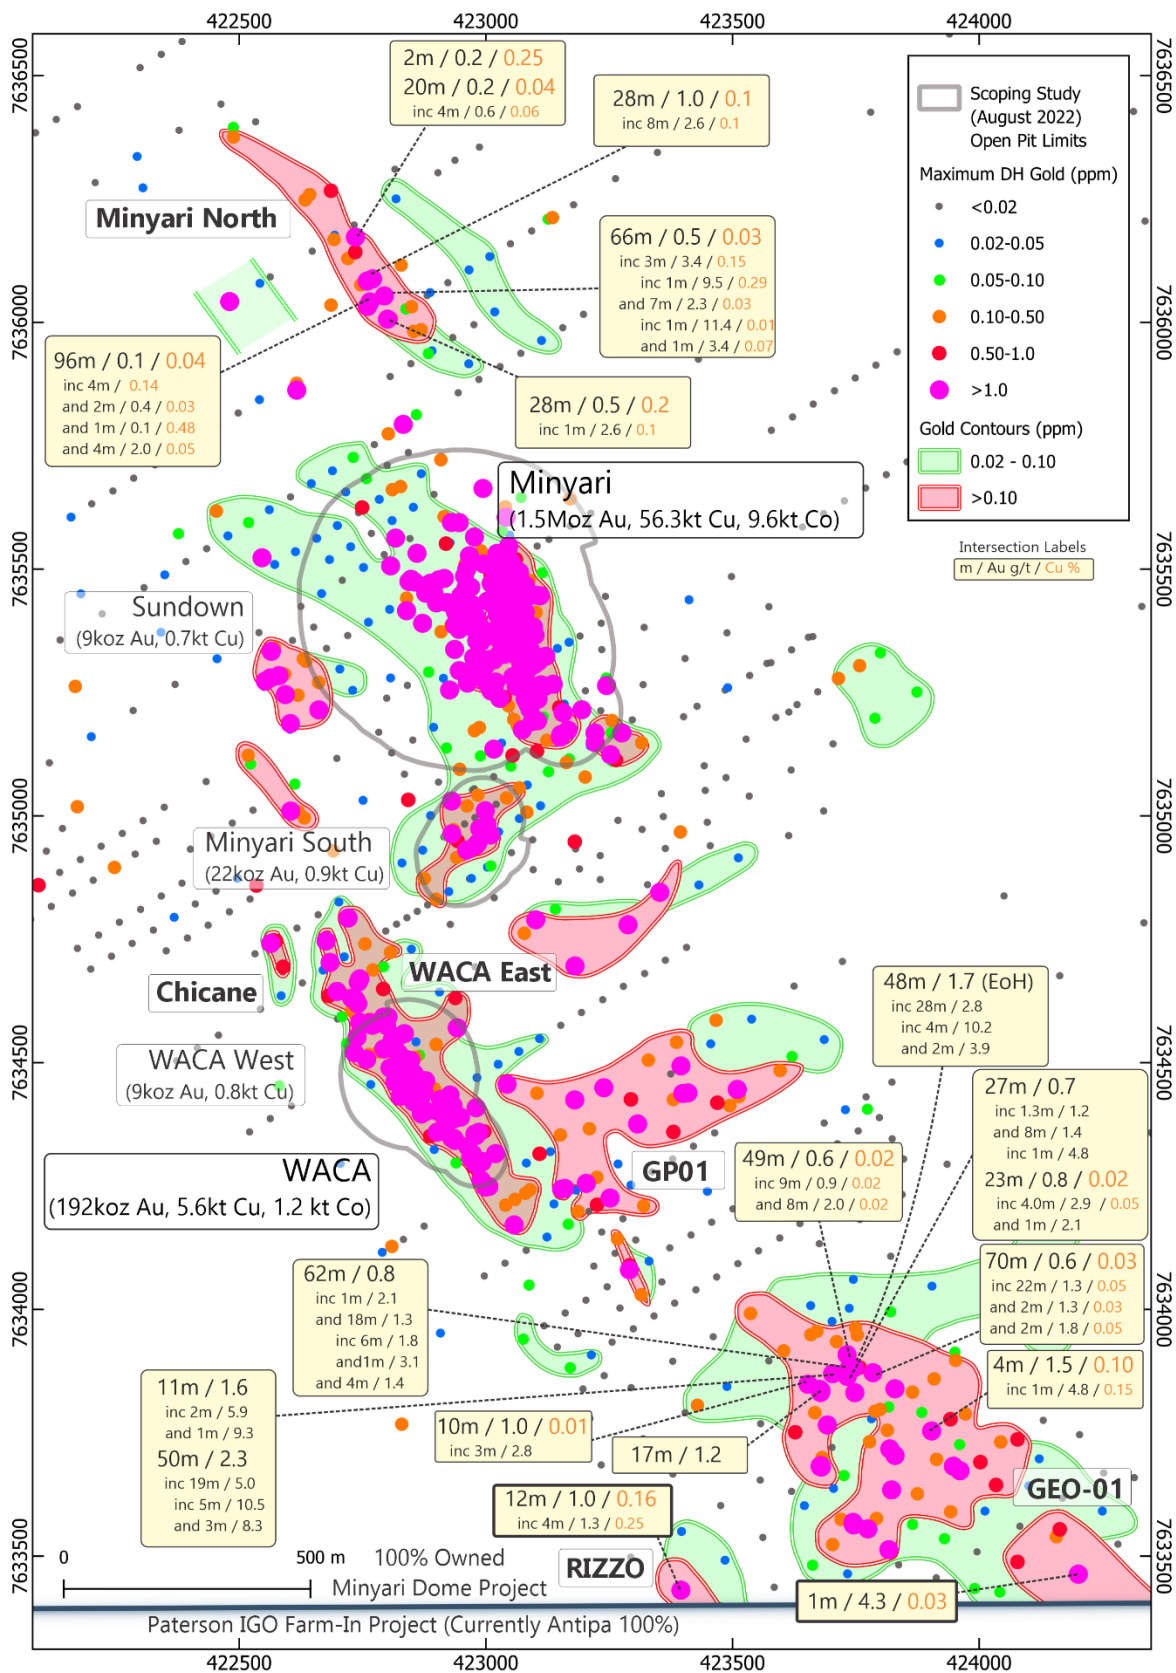 422500
423000
423500
424000
7636500
7636500
2m / 0.2 / 0.25
20m / 0.2 / 0.04
inc 4m / 0.6 / 0.06
28m / 1.0 / 0.1
inc 8m / 2.6 / 0.1
Scoping Study
(August 2022)
Open Pit Limits
Maximum DH Gold (ppm)
<0.02
0.02-0.05
0.05-0.10
0.10-0.50
0.50-1.0
>1.0
Gold Contours (ppm)
0.02 - 0.10
>0.10
Intersection Labels
m / Au g/t / Cu %
Minyari North
66m / 0.5 / 0.03
inc 3m / 3.4 / 0.15
inc 1m / 9.5 / 0.29
and 7m / 2.3 / 0.03
inc 1m / 11.4 / 0.01
and 1m / 3.4 / 0.07
7636000
7636000
96m / 0.1 / 0.04
inc 4m / 0.14
and 2m / 0.4 / 0.03
and 1m / 0.1 / 0.48
and 4m / 2.0 / 0.05
28m / 0.5 / 0.2
inc 1m / 2.6 / 0.1
Minyari
(1.5Moz Au, 56.3kt Cu, 9.6kt Co)
7635500
7635500
Sundown
(9koz Au, 0.7kt Cu)
7635000
7635000
Minyari South
(22koz Au, 0.9kt Cu)
WACA East
Chicane
48m / 1.7 (EoH)
inc 28m / 2.8
inc 4m / 10.2
and 2m / 3.9
WACA West
(9koz Au, 0.8kt Cu)
7634500
7634500
27m / 0.7
inc 1.3m / 1.2
and 8m / 1.4
inc 1m / 4.8
23m / 0.8 / 0.02
inc 4.0m / 2.9 / 0.05
and 1m / 2.1
WACA
(192koz Au, 5.6kt Cu, 1.2 kt Co)
GP01
49m / 0.6 / 0.02
inc 9m / 0.9 / 0.02
and 8m / 2.0 / 0.02
62m / 0.8
inc 1m / 2.1
and 18m / 1.3
inc 6m / 1.8
and1m / 3.1
and 4m / 1.4
70m / 0.6 / 0.03
inc 22m / 1.3 / 0.05
and 2m / 1.3 / 0.03
and 2m / 1.8 / 0.05
7634000
7634000
4m / 1.5 / 0.10
inc 1m / 4.8 / 0.15
11m / 1.6
inc 2m / 5.9
and 1m / 9.3
50m / 2.3
inc 19m / 5.0
inc 5m / 10.5
and 3m / 8.3
10m / 1.0 / 0.01
inc 3m / 2.8
17m / 1.2
GEO-01
12m / 1.0 / 0.16
inc 4m / 1.3 / 0.25
7633500
7633500
RIZZO
0
500 m
100% Owned
Minyari Dome Project
1m / 4.3 / 0.03
Paterson IGO Farm-In Project (Currently Antipa 100%)
422500
423000
423500
424000